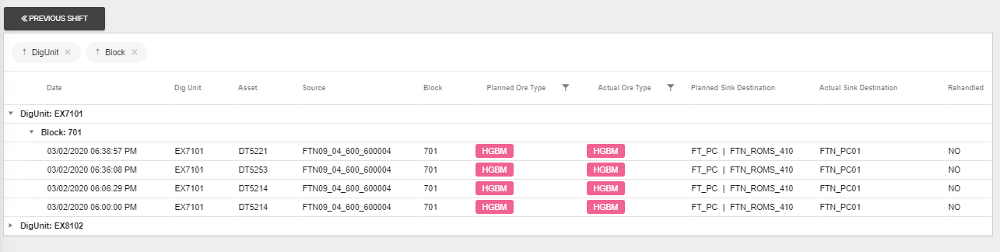 PREVIOUS SHIFT
DigUnit Block
Date Dig Unit Asset Source Block Planned Ore Type Actual Ore Type Planned Sink Destination Actual Sink Destination Rehandled
DigUnit: EX7101
Block: 701
03/02/2020 06:38:57 PM EX7101 DT5221 FTN09_04_600_600004 701 HGBM HGBM FT_PC | FTN_ROMS_410 FTN_PC01 NO
03/02/2020 06:36:08 PM EX7101 DT5253 FTN09_04_600_600004 701 HGBM HGBM FT_PC | FTN_ROMS_410 FTN_PC01 NO
03/02/2020 06:06:29 PM EX7101 DT5214 FTN09_04_600_600004 701 HGBM HGBM FT_PC | FTN_ROMS_410 FTN_PC01 NO
03/02/2020 06:00:00 PM EX7101 DT5214 FTN09_04_600_600004 701 HGBM HGBM FT_PC | FTN_ROMS_410 FTN_PC01 NO
DigUnit: EX8102